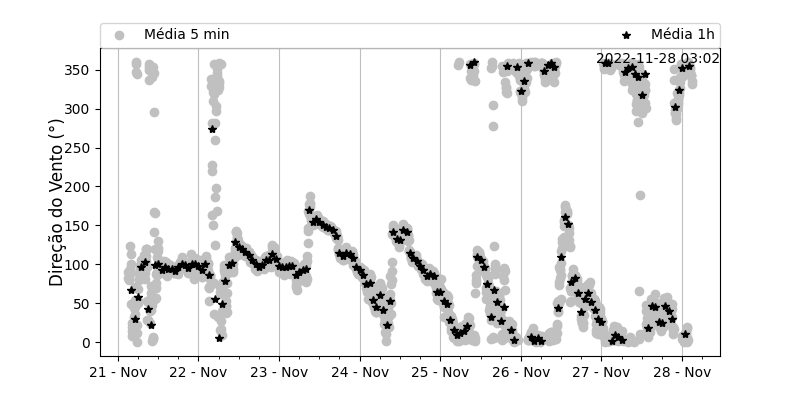 Média 5 min
Média 1h
2022-11-28 03:02
Direção do Vento (°)
350
300
250
200
150
100
50
0
21 - Nov
22 - Nov
23 - Nov
24 - Nov
25 - Nov
26 - Nov
27 - Nov
28 - Nov